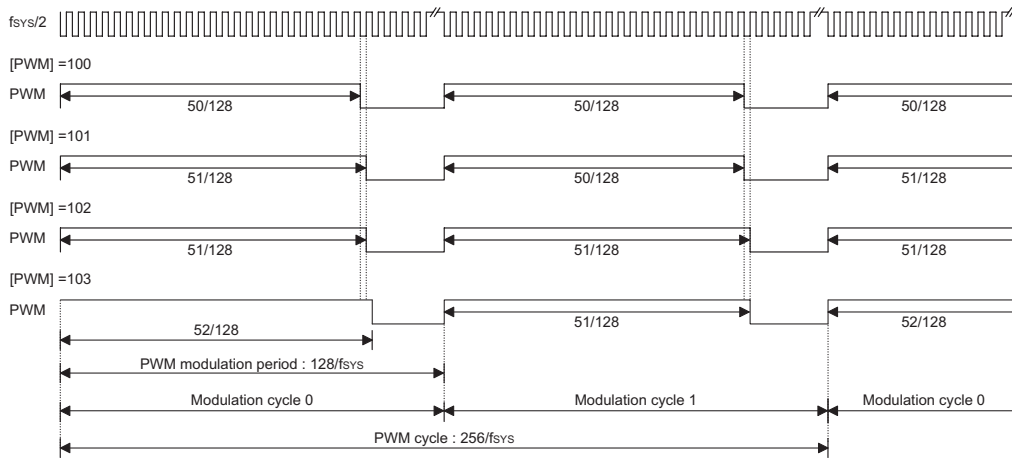 fSYS/2
[PWM] =100
PWM
50/128 50/128 50/128
[PWM] =101
PWM
51/128 50/128 51/128
[PWM] =102
PWM
51/128 51/128 51/128
[PWM] =103
PWM
52/128 51/128 52/128
PWM modulation period : 128/fSYS
Modulation cycle 0 Modulation cycle 1 Modulation cycle 0
PWM cycle : 256/fSYS